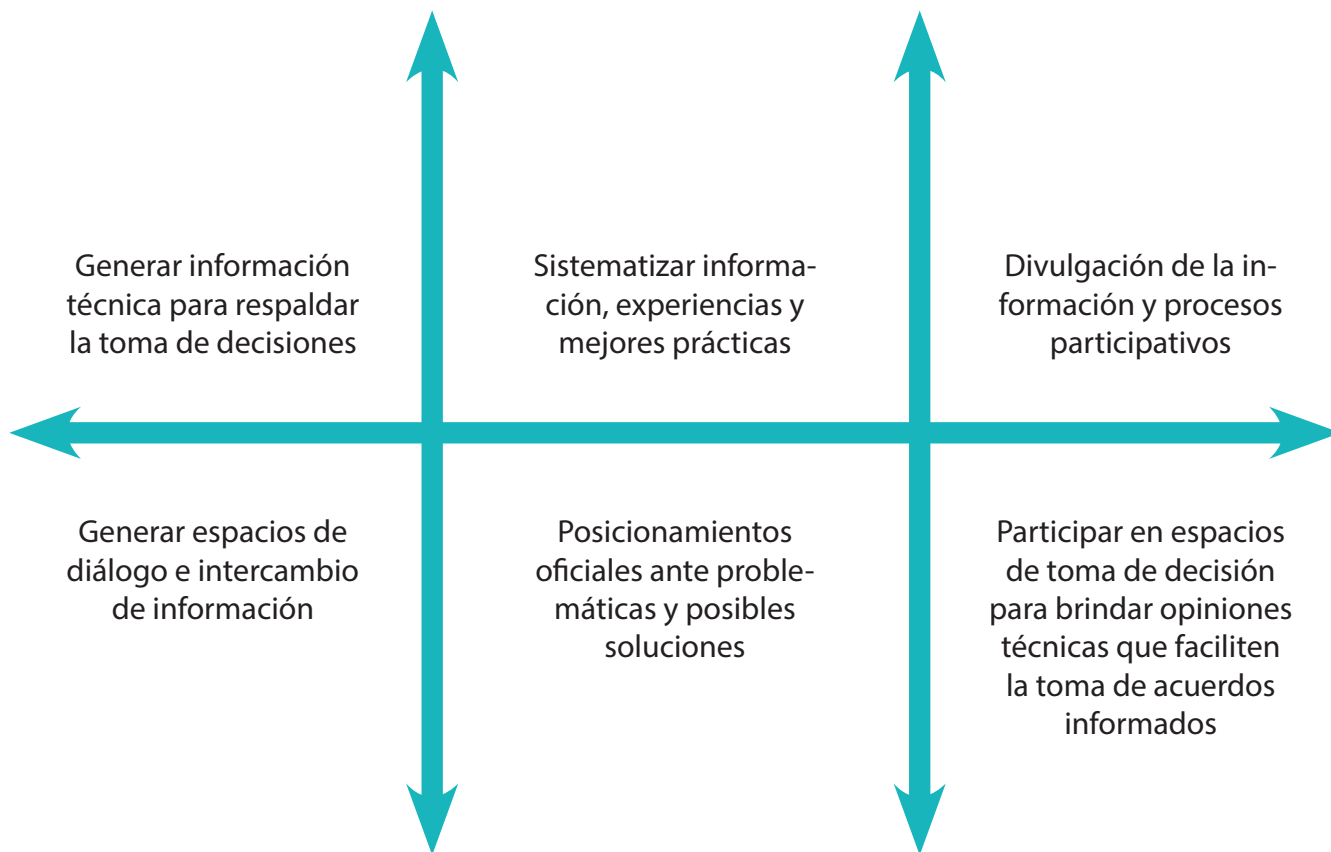 Generar información
técnica para respaldar
la toma de decisiones
Sistematizar informa-
ción, experiencias y
mejores prácticas
Divulgación de la in-
formación y procesos
participativos
Generar espacios de
diálogo e intercambio
de información
Posicionamientos
oficiales ante proble-
máticas y posibles
soluciones
Participar en espacios
de toma de decisión
para brindar opiniones
técnicas que faciliten
la toma de acuerdos
informados